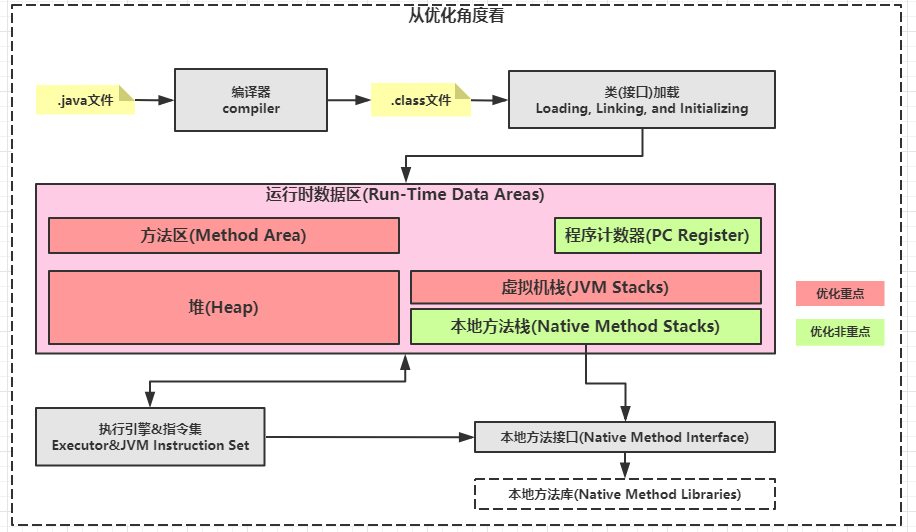 从优化角度看
.java文件
编译器
compiler
.class文件
类(接口)加载
Loading, Linking, and Initializing
运行时数据区(Run-Time Data Areas)
方法区(Method Area)
程序计数器(PC Register)
堆(Heap)
虚拟机栈(JVM Stacks)
本地方法栈(Native Method Stacks)
优化重点
优化非重点
执行引擎&指令集
Executor&JVM Instruction Set
本地方法接口(Native Method Interface)
本地方法库(Native Method Libraries)